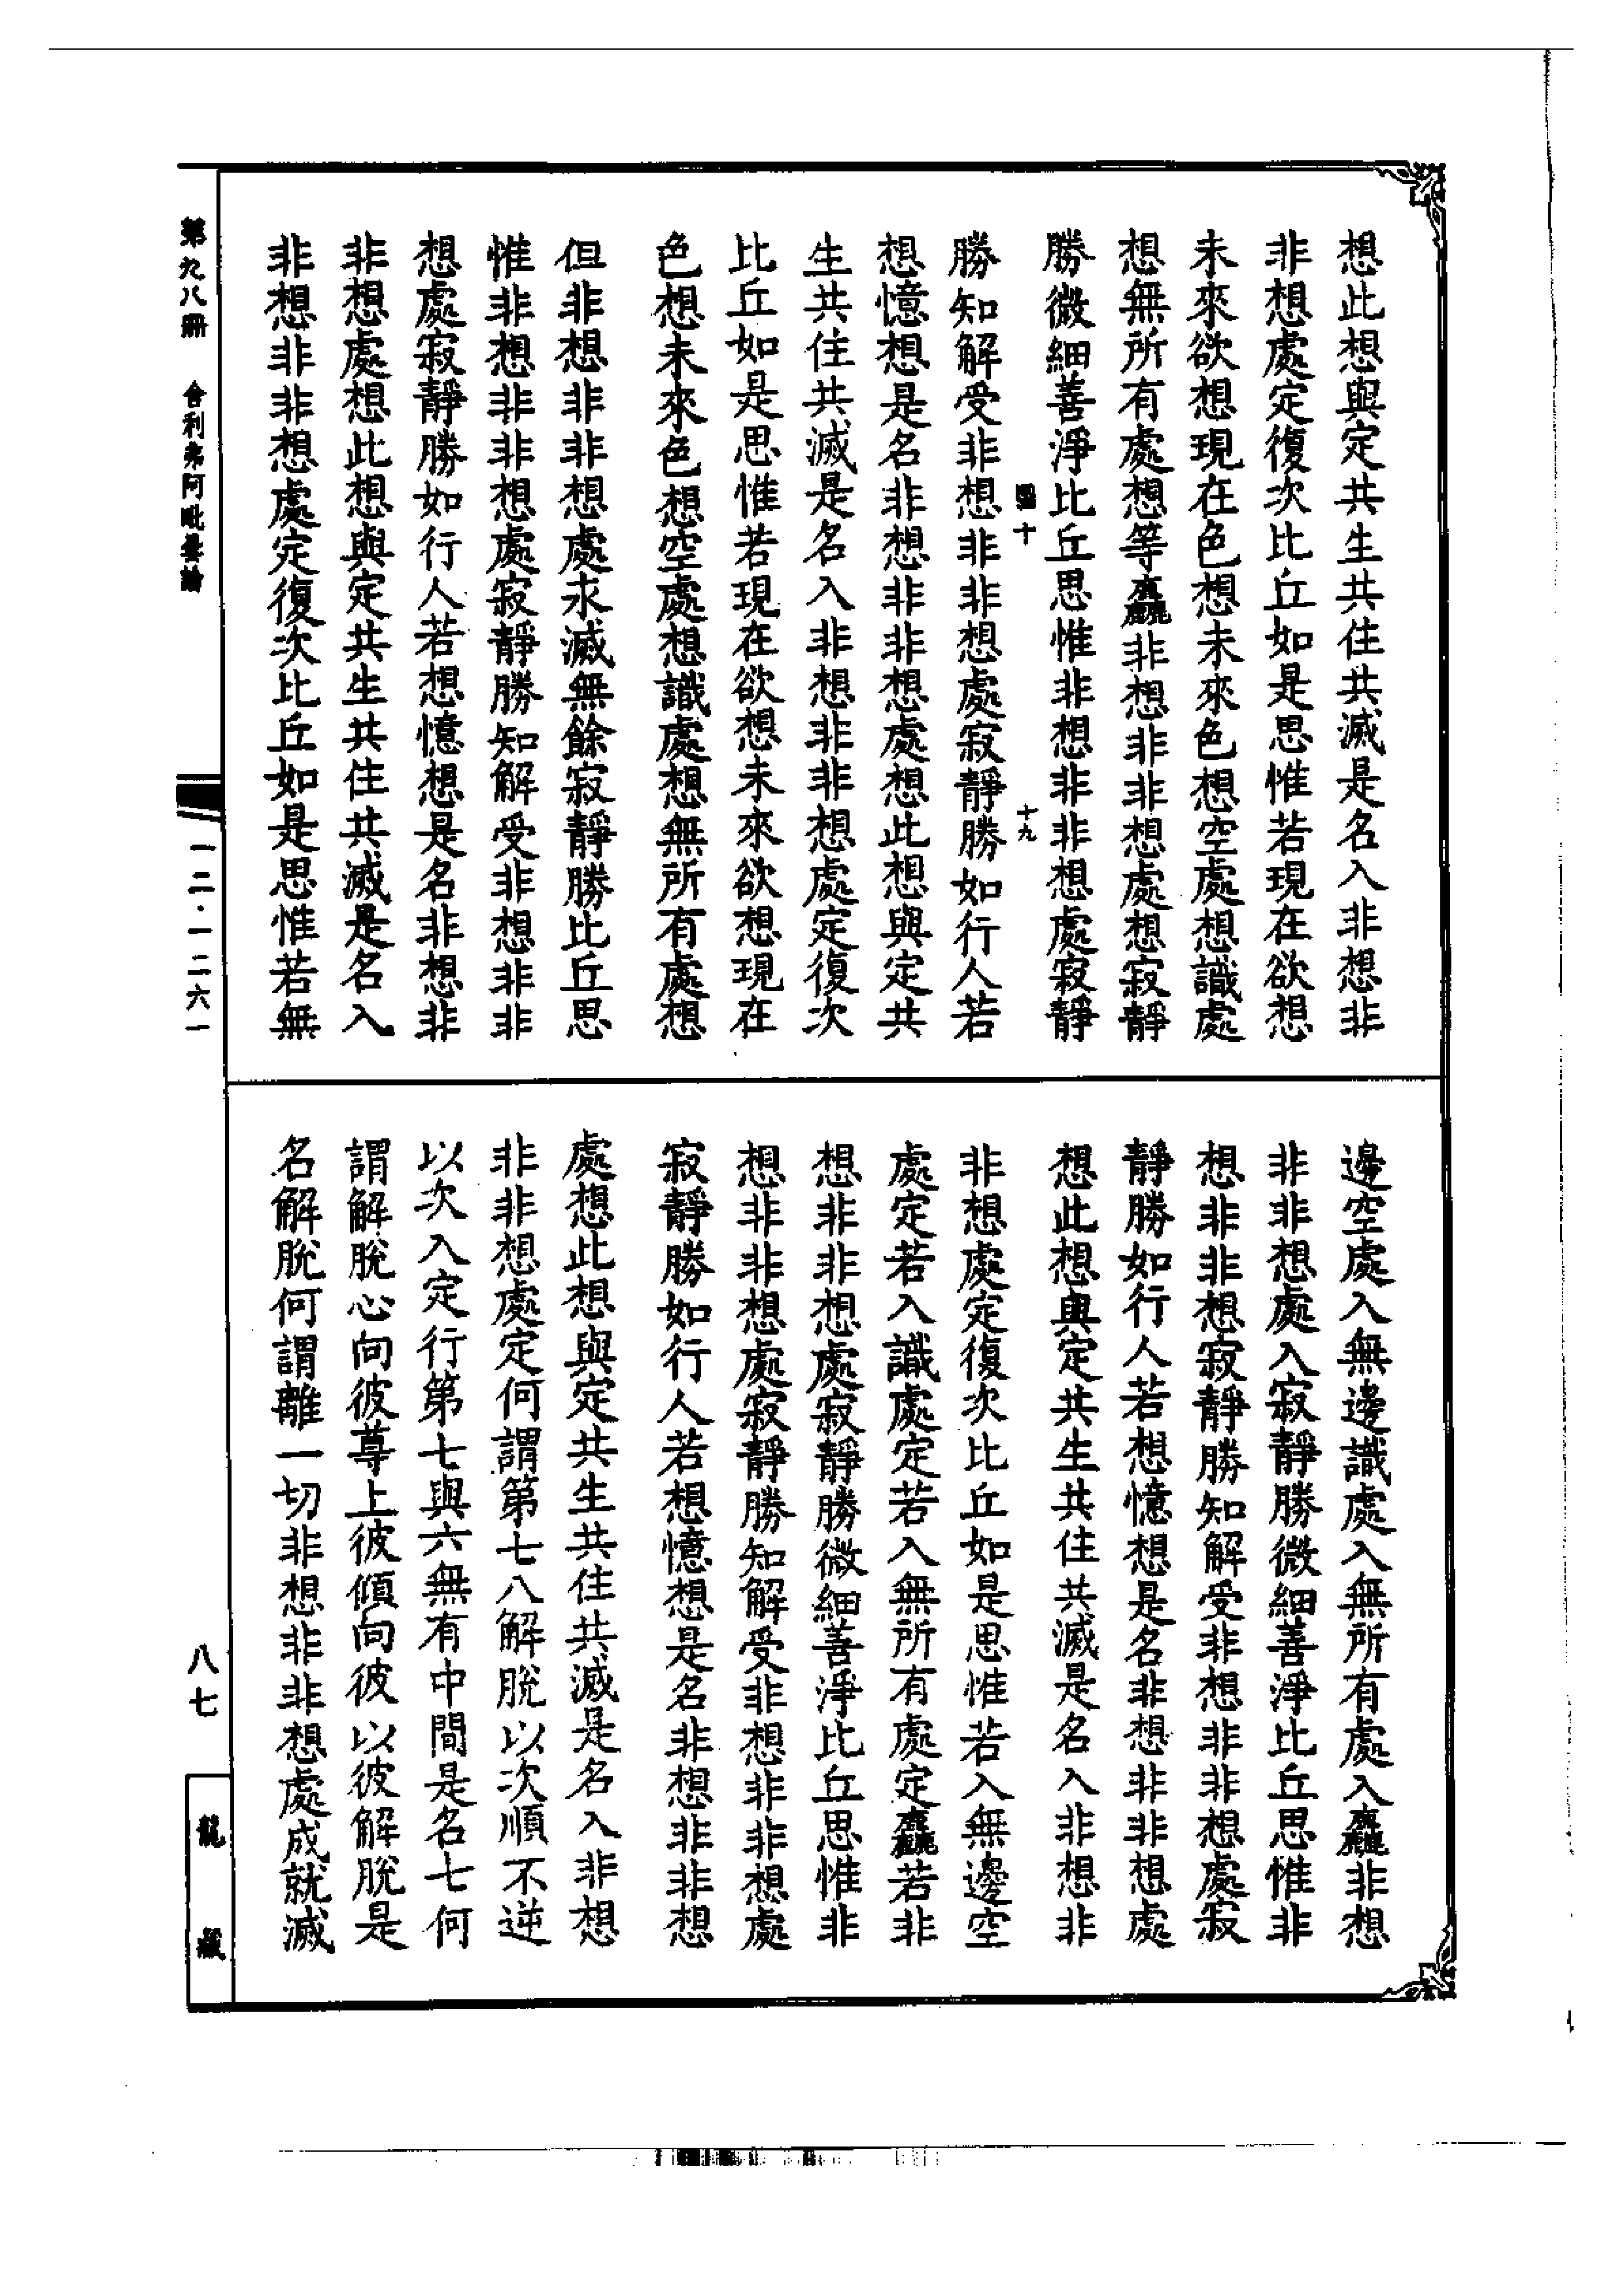 想此想與定共生共住共滅是名入非想非
非想處定復次比丘如是思惟若現在欲想
未來欲想現在色想未來色想空處想識處
想無所有處想等麤非想非非想處想寂靜
勝微細善淨比丘思惟非想非非想處寂靜
十
十九
勝知解受非想非非想處寂靜勝如行人若
想憶想是名非想非非想處想此想與定共
生共住共滅是名入非想非非想處定復次
比丘如是思惟若現在欲想未來欲想現在
色想未來色想空處想識處想無所有處想
但非想非非想處永滅無餘寂靜勝比丘思
惟非想非非想處寂靜勝知解受非想非非
想處寂靜勝如行人若想憶想是名非想非
非想處想此想與定共生共住共滅是名入
非想非非想處定復次比丘如是思惟若無
邊空處入無邊識處入無所有處入麤非想
非非想處入寂靜勝微細善淨比丘思惟非
想非非想寂靜勝知解受非想非非想處寂
靜勝如行人若想憶想是名非想非非想處
想此想與定共生共住共滅是名入非想非
非想處定復次比丘如是思惟若入無邊空
處定若入識處定若入無所有處定麤若非
想非非想處寂靜勝微細善淨比丘思惟非
想非非想處寂靜勝知解受非想非非想處
寂靜勝如行人若想憶想是名非想非非想
處想此想與定共生共住共滅是名入非想
非非想處定何謂第七八解脫以次順不逆
以次入定行第七與六無有中間是名七何
謂解脫心向彼尊上彼傾向彼以彼解脫是
名解脫何謂離一切非想非非想處成就滅
第九八冊 舍利弗阿毗曇論
一二·一二六一
八七
龍藏